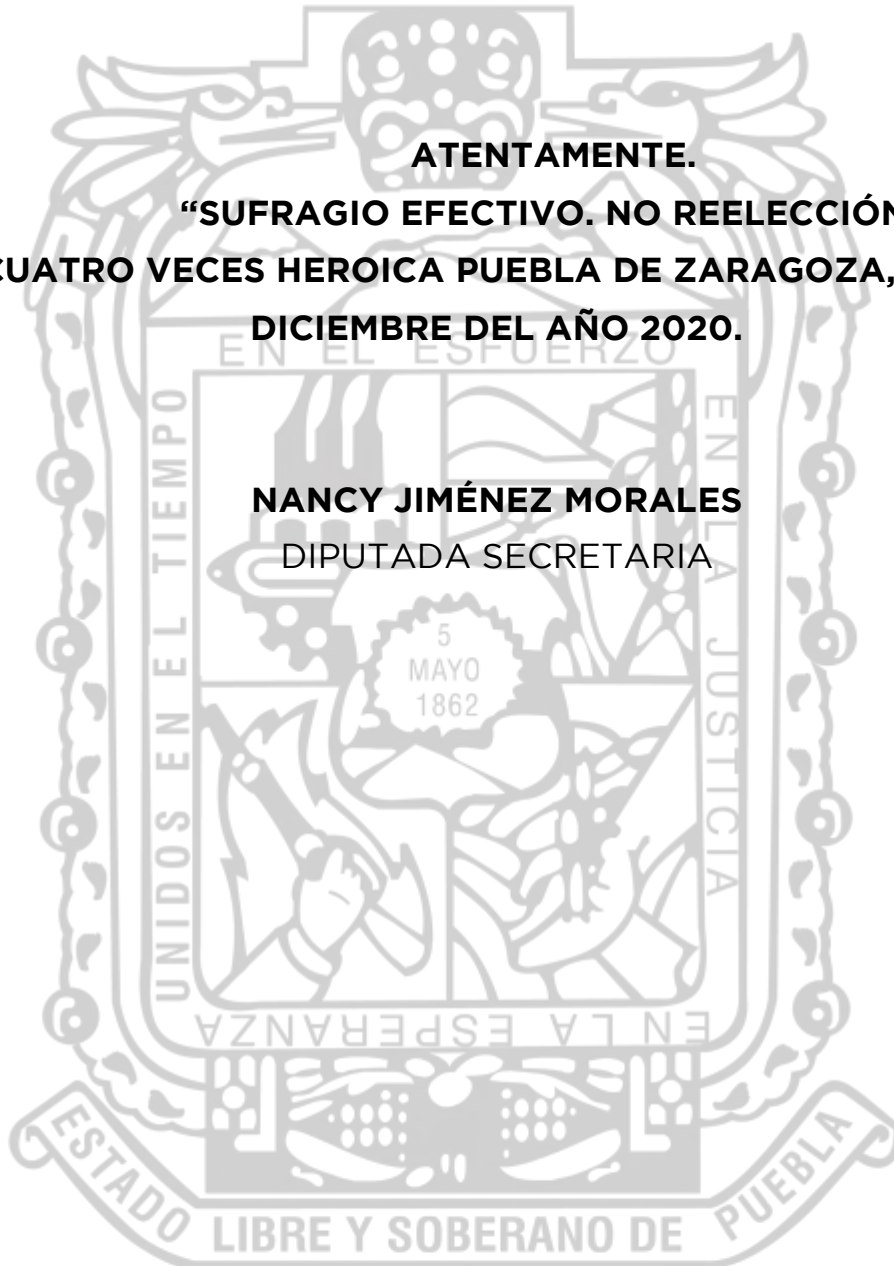 ATENTAMENTE.
“SUFRAGIO EFECTIVO. NO REELECCIÓN
CUATRO VECES HEROICA PUEBLA DE ZARAGOZA,
DICIEMBRE DEL AÑO 2020.
NANCY JIMÉNEZ MORALES
DIPUTADA SECRETARIA
UNIDOS EN EL TIEMPO
EN EL ESFUERZO
EN LA JUSTICIA
EN LA ESPERANZA
5
MAYO
1862
ESTADO LIBRE Y SOBERANO DE PUEBLA